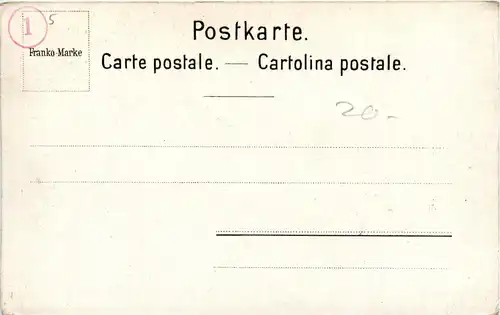 1 5
Franko-Marke
Postkarte.
Carte postale. — Cartolina postale.
20-